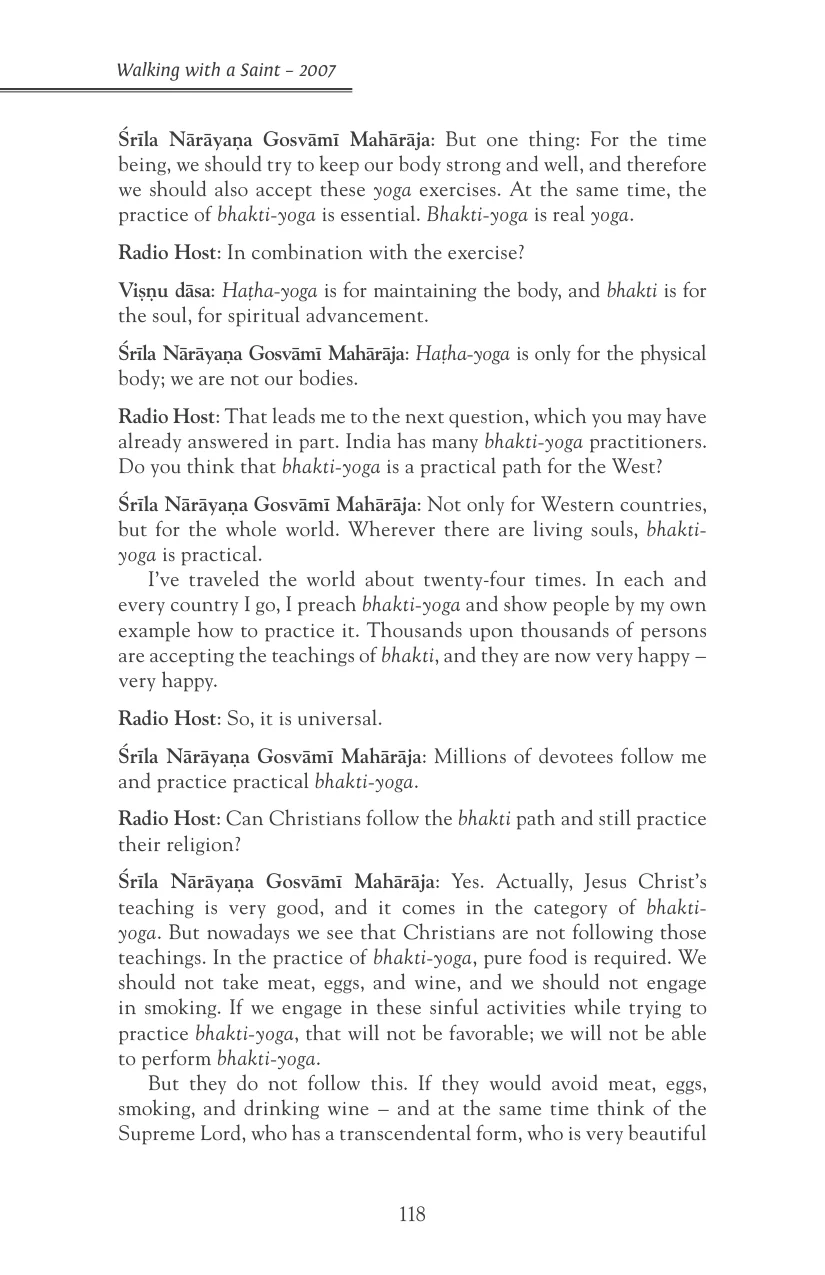 Walking with a Saint – 2007
Śrīla Nārāyaṇa Gosvāmī Mahārāja: But one thing: For the time
being, we should try to keep our body strong and well, and therefore
we should also accept these yoga exercises. At the same time, the
practice of bhakti-yoga is essential. Bhakti-yoga is real yoga.
Radio Host: In combination with the exercise?
Viṣṇu dāsa: Haṭha-yoga is for maintaining the body, and bhakti is for
the soul, for spiritual advancement.
Śrīla Nārāyaṇa Gosvāmī Mahārāja: Haṭha-yoga is only for the physical
body; we are not our bodies.
Radio Host: That leads me to the next question, which you may have
already answered in part. India has many bhakti-yoga practitioners.
Do you think that bhakti-yoga is a practical path for the West?
Śrīla Nārāyaṇa Gosvāmī Mahārāja: Not only for Western countries,
but for the whole world. Wherever there are living souls, bhakti-
yoga is practical.
I've traveled the world about twenty-four times. In each and
every country I go, I preach bhakti-yoga and show people by my own
example how to practice it. Thousands upon thousands of persons
are accepting the teachings of bhakti, and they are now very happy –
very happy.
Radio Host: So, it is universal.
Śrīla Nārāyaṇa Gosvāmī Mahārāja: Millions of devotees follow me
and practice practical bhakti-yoga.
Radio Host: Can Christians follow the bhakti path and still practice
their religion?
Śrīla Nārāyaṇa Gosvāmī Mahārāja: Yes. Actually, Jesus Christ's
teaching is very good, and it comes in the category of bhakti-
yoga. But nowadays we see that Christians are not following those
teachings. In the practice of bhakti-yoga, pure food is required. We
should not take meat, eggs, and wine, and we should not engage
in smoking. If we engage in these sinful activities while trying to
practice bhakti-yoga, that will not be favorable; we will not be able
to perform bhakti-yoga.
But they do not follow this. If they would avoid meat, eggs,
smoking, and drinking wine – and at the same time think of the
Supreme Lord, who has a transcendental form, who is very beautiful
118